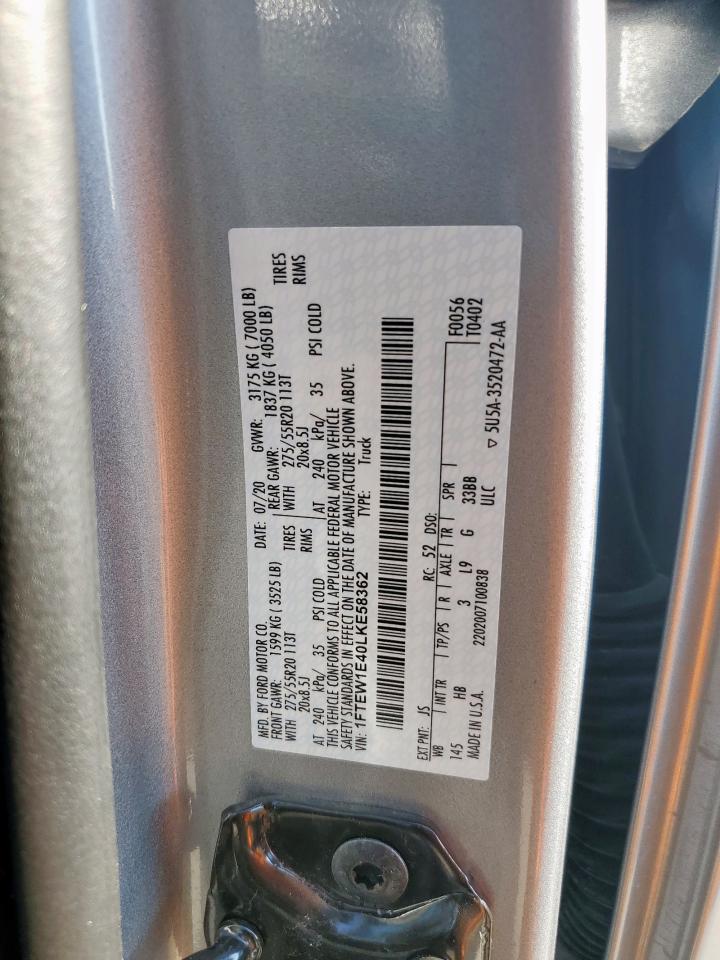 MFD. BY FORD MOTOR CO. DATE: 07/20 GVWR: 3175 KG ( 7000 LB)
FRONT GAWR: 1599 KG ( 3525 LB) REAR GAWR: 1837 KG ( 4050 LB)
WITH 275/55R20 113T TIRES WITH 275/55R20 113T TIRES
20x8.5J RIMS 20x8.5J RIMS
AT 240 kPa/ 35 PSI COLD AT 240 kPa/ 35 PSI COLD
THIS VEHICLE CONFORMS TO ALL APPLICABLE FEDERAL MOTOR VEHICLE
SAFETY STANDARDS IN EFFECT ON THE DATE OF MANUFACTURE SHOWN ABOVE.
VIN: 1FTEW1E40LKE58362 TYPE: Truck
EXT PNT: JS RC: 52 DSO: F0056
WB INT TR TP/PS R AXLE TR SPR T0402
145 HB 3 L9 G 33BB
MADE IN U.S.A. 2202007100838 ULC ▽ 5U5A-3520472-AA